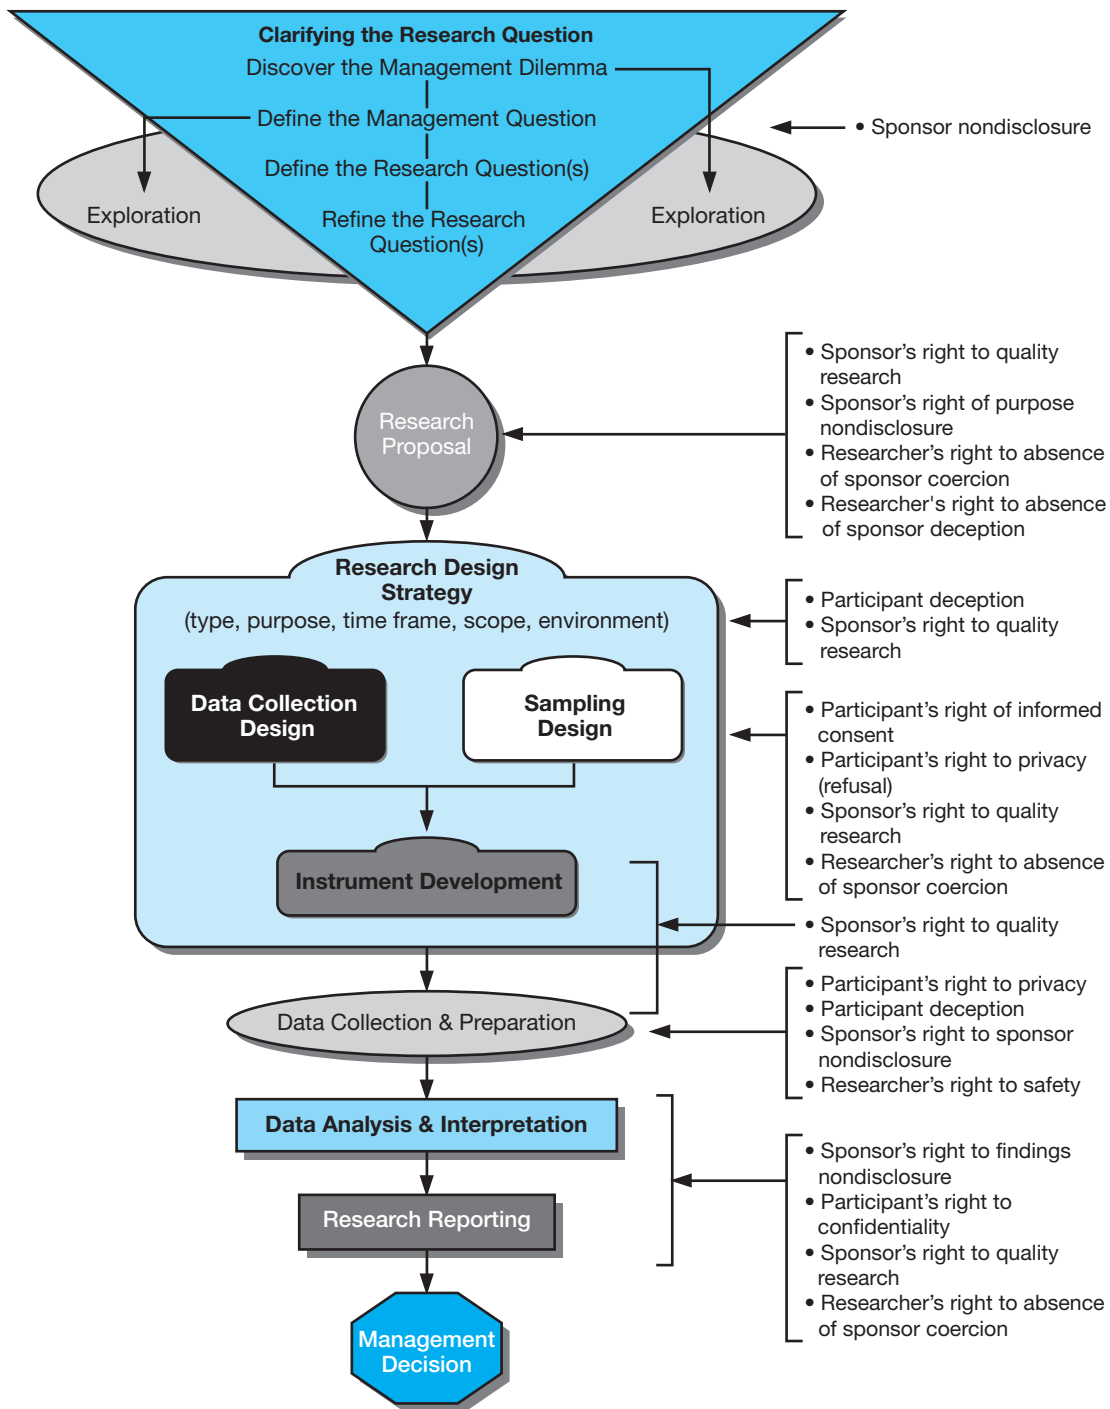 Clarifying the Research Question
Discover the Management Dilemma
Define the Management Question
• Sponsor nondisclosure
Define the Research Question(s)
Exploration
Refine the Research
Question(s)
Exploration
• Sponsor’s right to quality
research
• Sponsor’s right of purpose
nondisclosure
• Researcher’s right to absence
of sponsor coercion
• Researcher's right to absence
of sponsor deception
Research
Proposal
Research Design
Strategy
(type, purpose, time frame, scope, environment)
• Participant deception
• Sponsor’s right to quality
research
Data Collection
Design
Sampling
Design
• Participant’s right of informed
consent
• Participant’s right to privacy
(refusal)
• Sponsor’s right to quality
research
• Researcher’s right to absence
of sponsor coercion
Instrument Development
• Sponsor’s right to quality
research
Data Collection & Preparation
• Participant’s right to privacy
• Participant deception
• Sponsor’s right to sponsor
nondisclosure
• Researcher’s right to safety
Data Analysis & Interpretation
Research Reporting
• Sponsor’s right to findings
nondisclosure
• Participant’s right to
confidentiality
• Sponsor’s right to quality
research
• Researcher’s right to absence
of sponsor coercion
Management
Decision